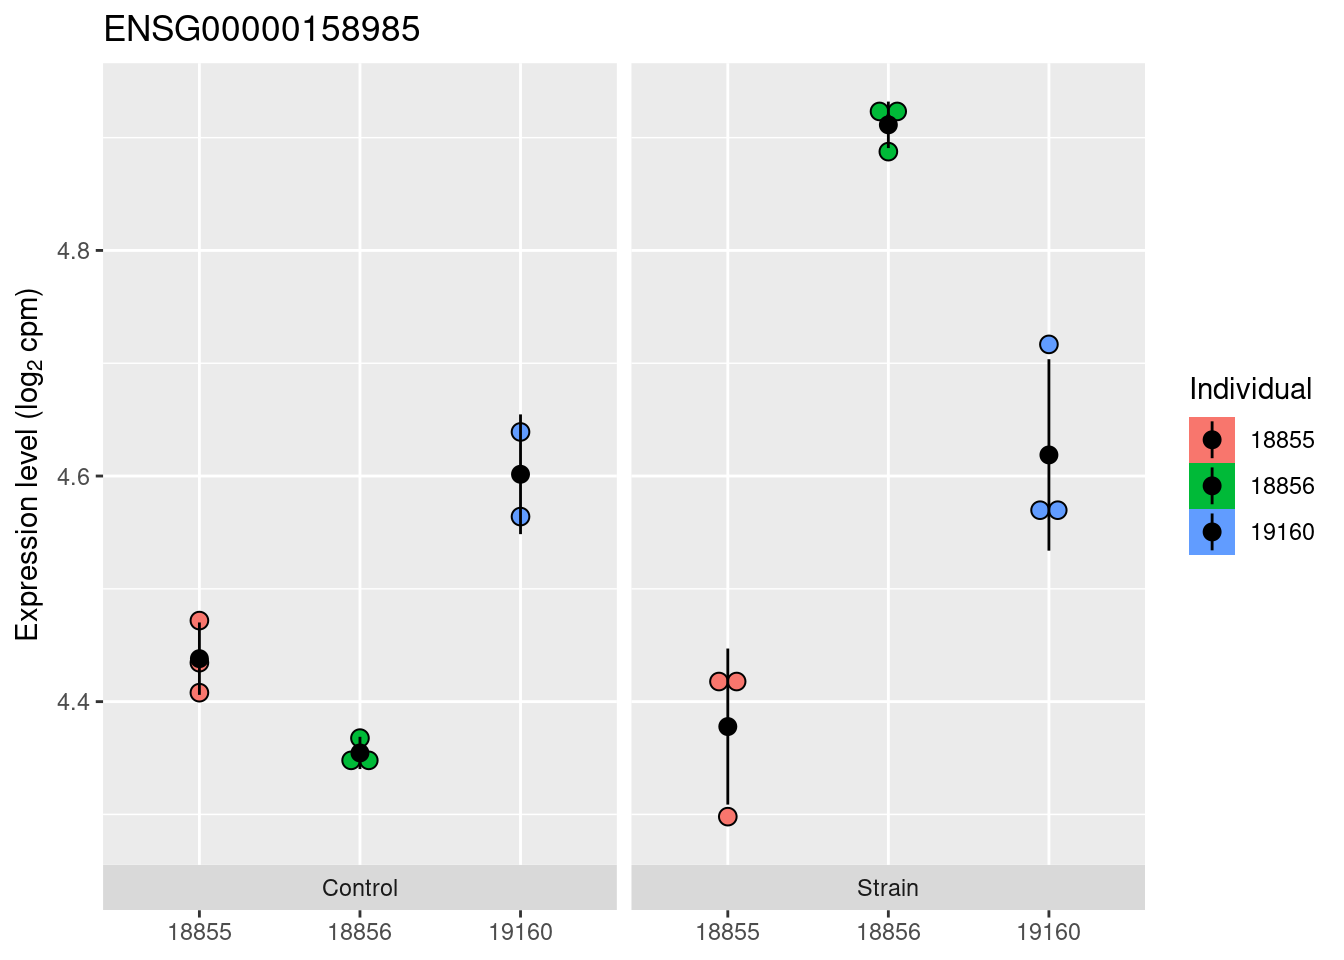 ENSG00000158985
Expression level (log₂ cpm)
4.8
4.6
4.4
Control
Strain
18855
18856
19160
18855
18856
19160
Individual
18855
18856
19160